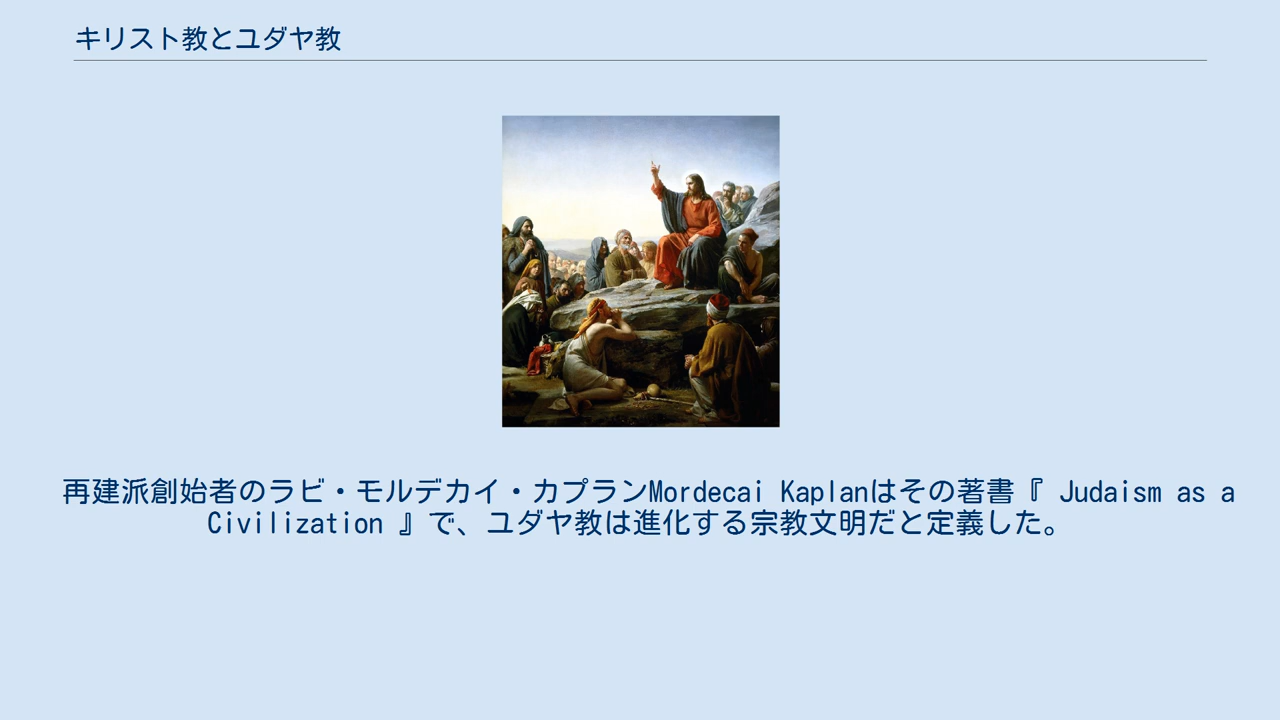 キリスト教とユダヤ教
再建派創始者のラビ・モルデカイ・カプランMordecai Kaplanはその著書『 Judaism as a
Civilization 』で、ユダヤ教は進化する宗教文明だと定義した。